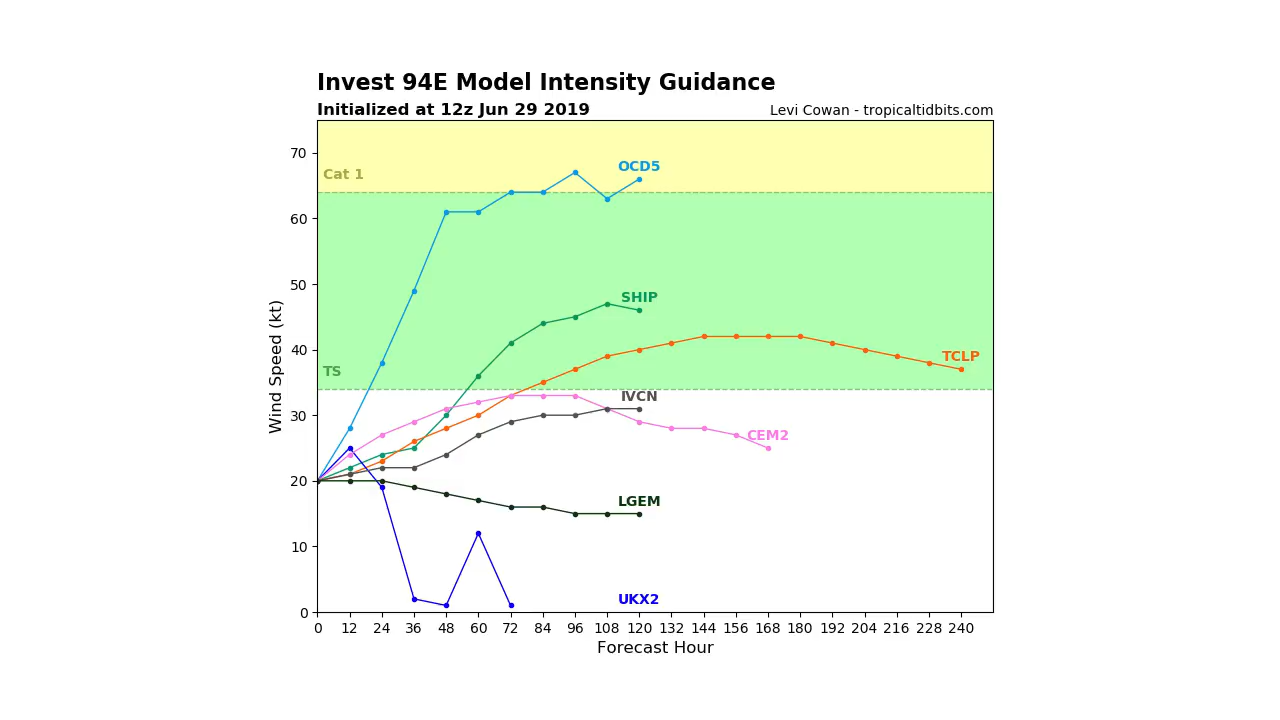 Invest 94E Model Intensity Guidance
Initialized at 12z Jun 29 2019
Levi Cowan - tropicaltidbits.com
Wind Speed (kt)
70
60
50
40
30
20
10
0
Cat 1
TS
OCD5
SHIP
TCLP
IVCN
CEM2
LGEM
UKX2
0 12 24 36 48 60 72 84 96 108 120 132 144 156 168 180 192 204 216 228 240
Forecast Hour